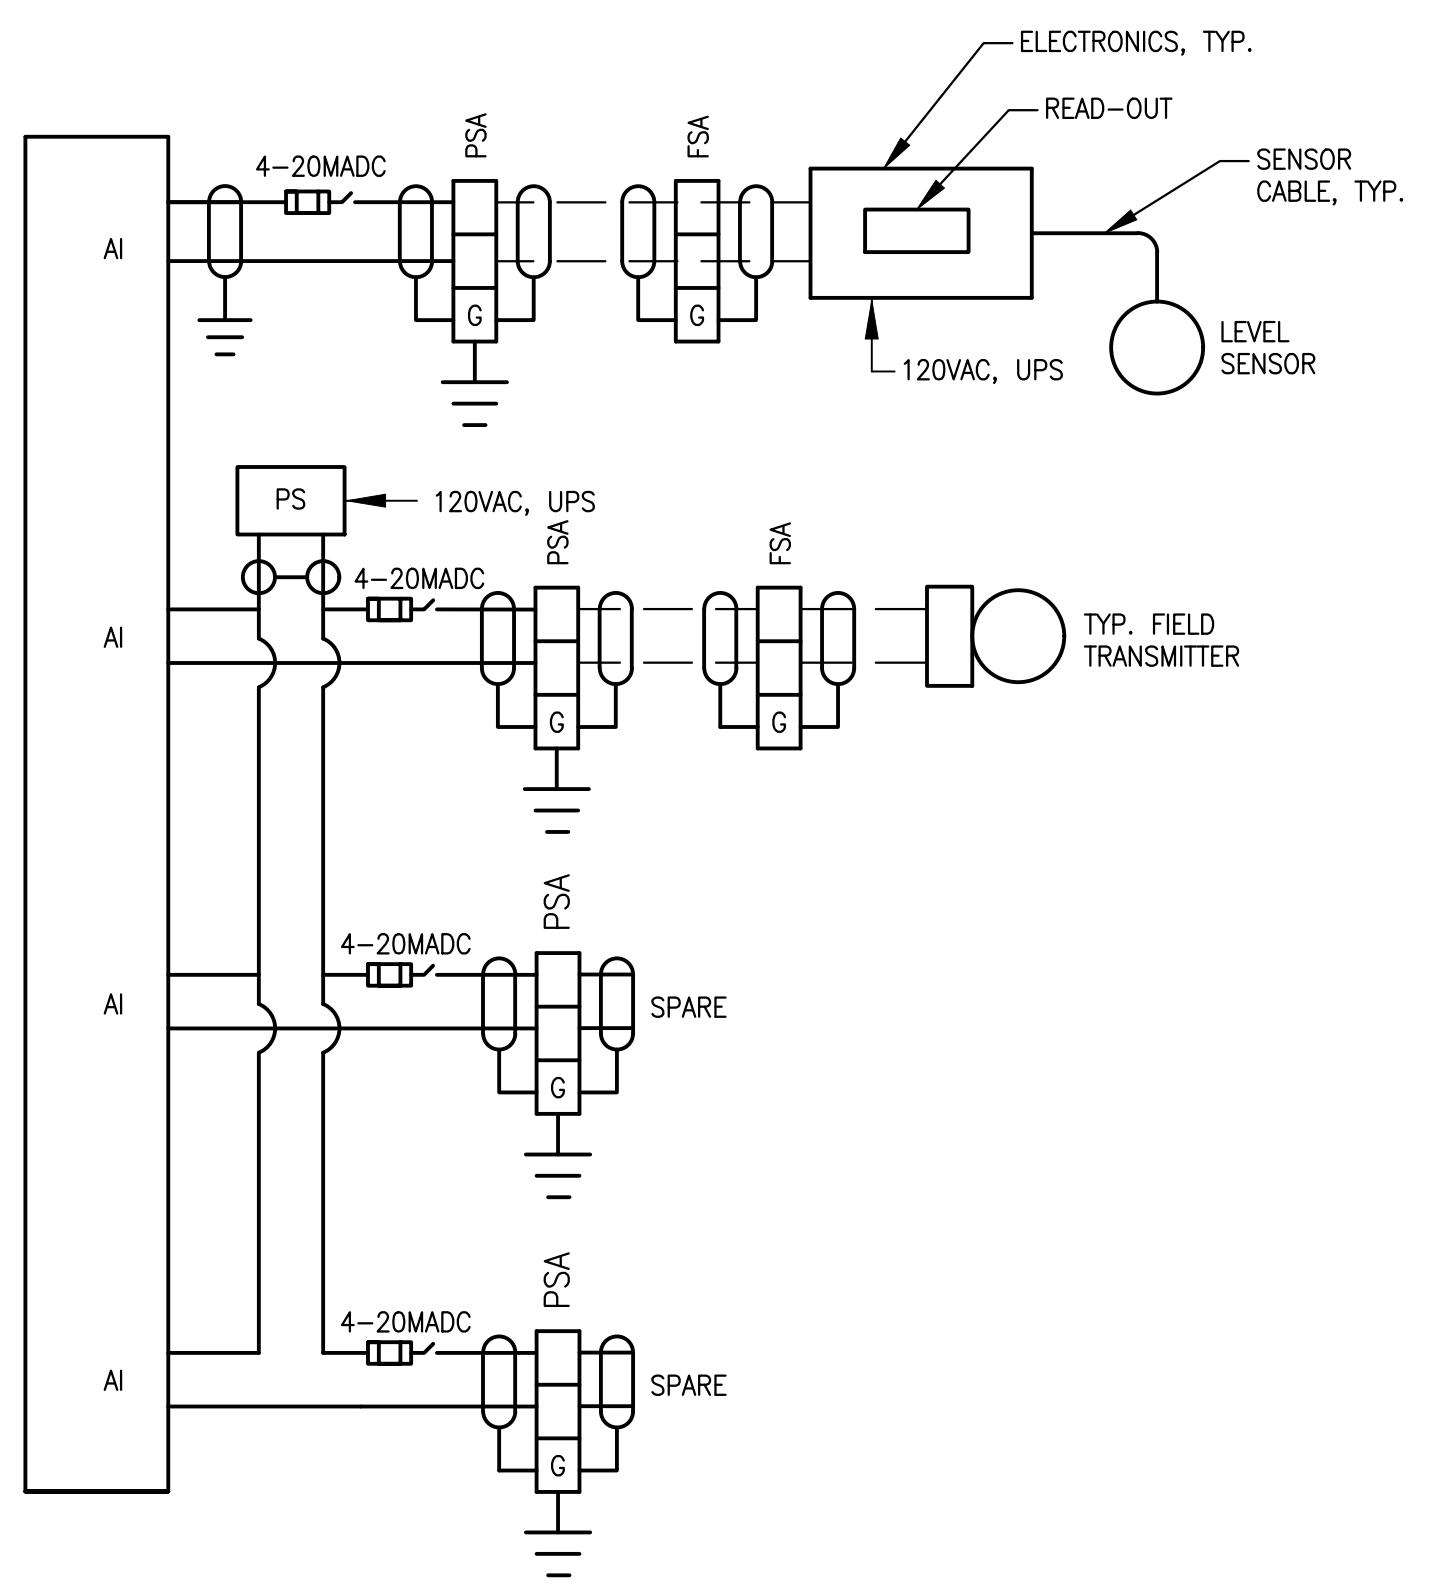 ELECTRONICS, TYP.
READ-OUT
PSA
FSA
4-20MADC
SENSOR
CABLE, TYP.
AI
G
G
LEVEL
SENSOR
120VAC, UPS
PS
120VAC, UPS
PSA
FSA
4-20MADC
AI
TYP. FIELD
TRANSMITTER
G
G
PSA
4-20MADC
AI
SPARE
G
PSA
4-20MADC
AI
SPARE
G